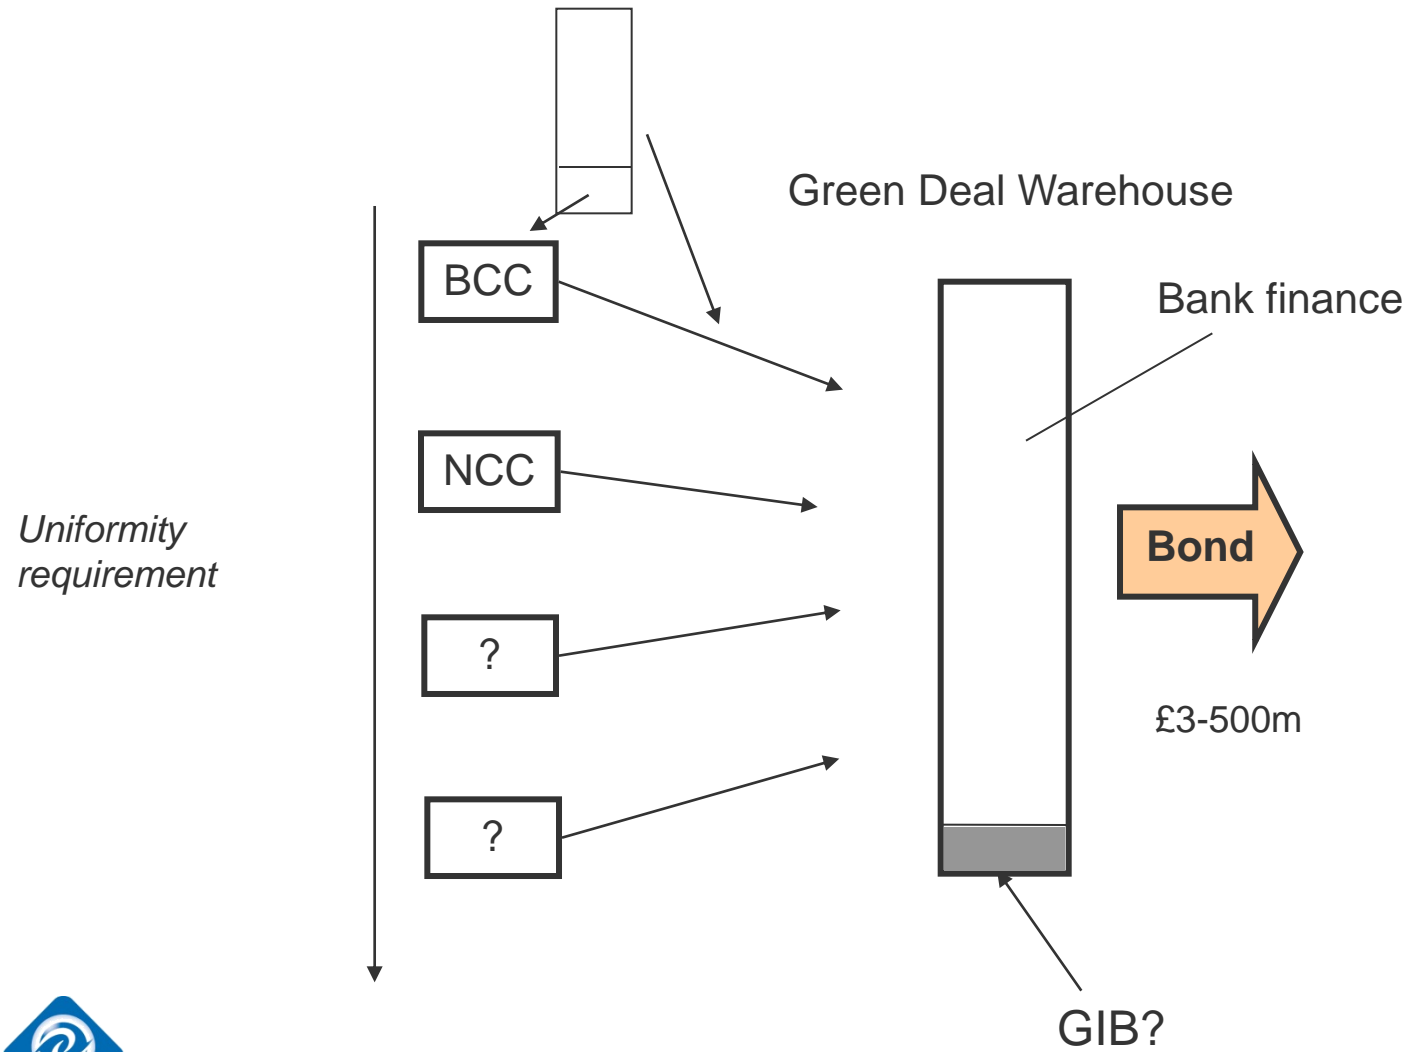 Green Deal Warehouse
BCC
Bank finance
NCC
Uniformity
requirement
Bond
?
£3-500m
?
GIB?